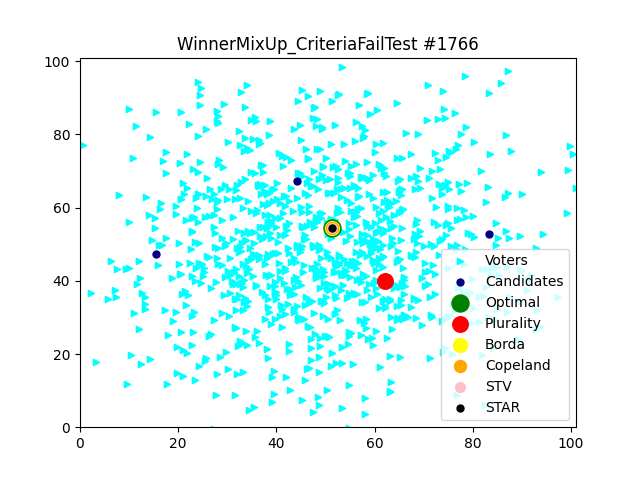 WinnerMixUp_CriteriaFailTest #1766
100
80
60
40
20
0
0 20 40 60 80 100
Voters
Candidates
Optimal
Plurality
Borda
Copeland
STV
STAR